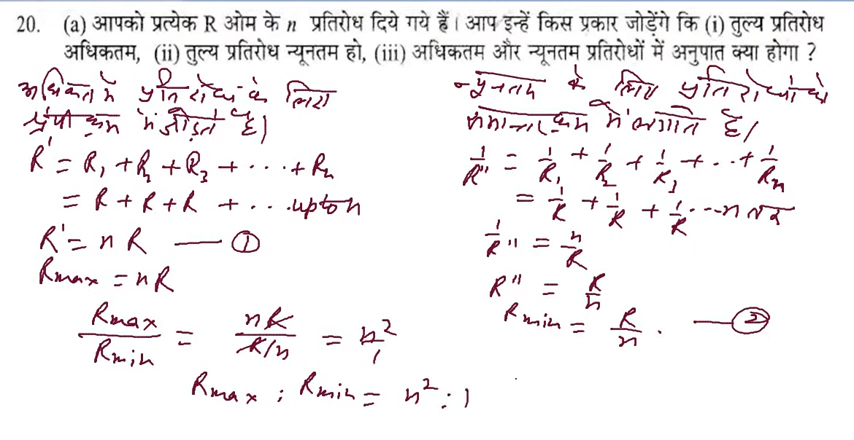 20. (a) आपको प्रत्येक R ओम के n प्रतिरोध दिये गये हैं। आप इन्हें किस प्रकार जोड़ेंगे कि (i) तुल्य प्रतिरोध
अधिकतम, (ii) तुल्य प्रतिरोध न्यूनतम हो, (iii) अधिकतम और न्यूनतम प्रतिरोधों में अनुपात क्या होगा ?
अधिकतम प्रतिरोध के लिए
श्रेणी क्रम में जोड़ते है।
R' = R₁ + R₂ + R₃ + ... + Rn
= R + R + R + ... upto n
R' = nR — ①
Rmax = nR
न्यूनतम के लिए प्रतिरोधों को
समान्तर क्रम में लगाते है।
1/R" = 1/R₁ + 1/R₂ + 1/R₃ + ... + 1/Rn
= 1/R + 1/R + 1/R ... n तक
1/R" = n/R
R" = R/n
Rmin = R/n . — ②
Rmax/Rmin = nR/R/n = n²/1
Rmax : Rmin = n² : 1